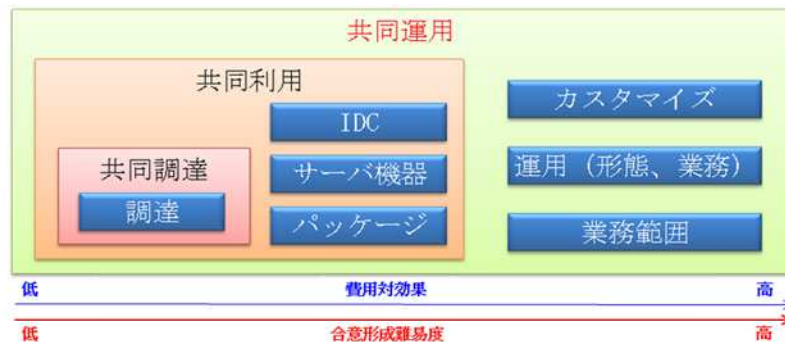 共同運用
共同利用
IDC
サーバ機器
パッケージ
共同調達
調達
カスタマイズ
運用（形態、業務）
業務範囲
低 費用対効果 高
低 合意形成難易度 高